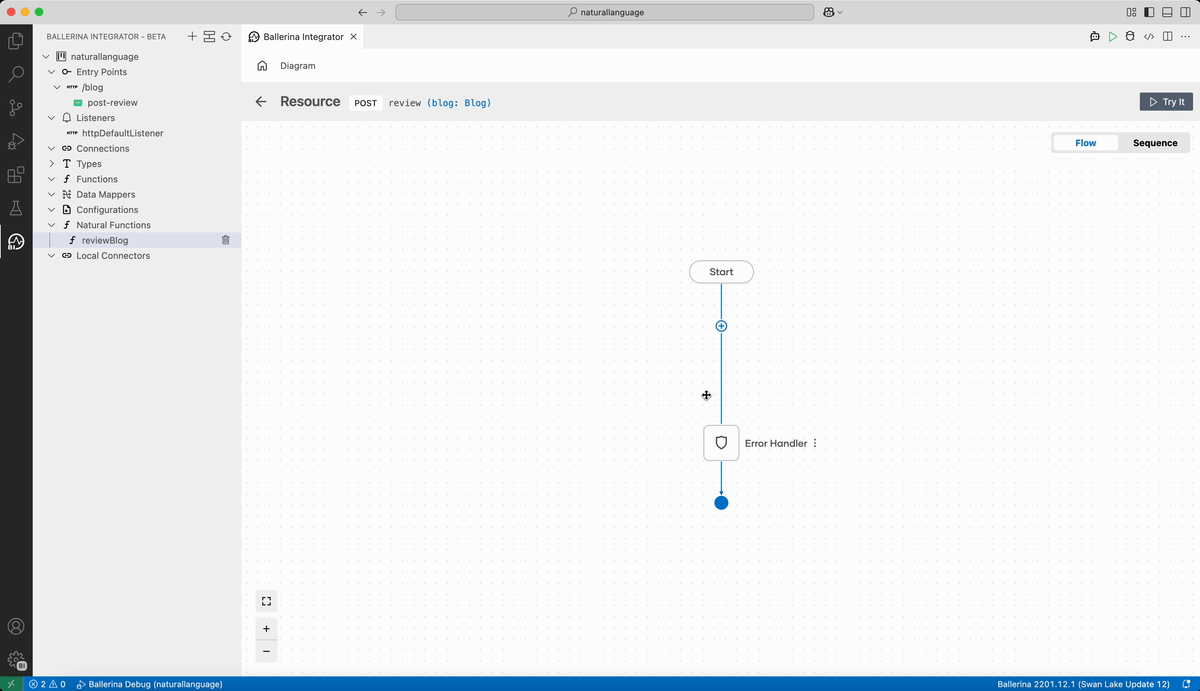 naturallanguage
BALLERINA INTEGRATOR - BETA
Ballerina Integrator
naturallanguage
Entry Points
HTTP /blog
post-review
Listeners
HTTP httpDefaultListener
Connections
Types
Functions
Data Mappers
Configurations
Natural Functions
reviewBlog
Local Connectors
Diagram
Resource POST review (blog: Blog)
Try It
Flow Sequence
Start
Error Handler
BI
BI
2 0 Ballerina Debug (naturallanguage)
Ballerina 2201.12.1 (Swan Lake Update 12)